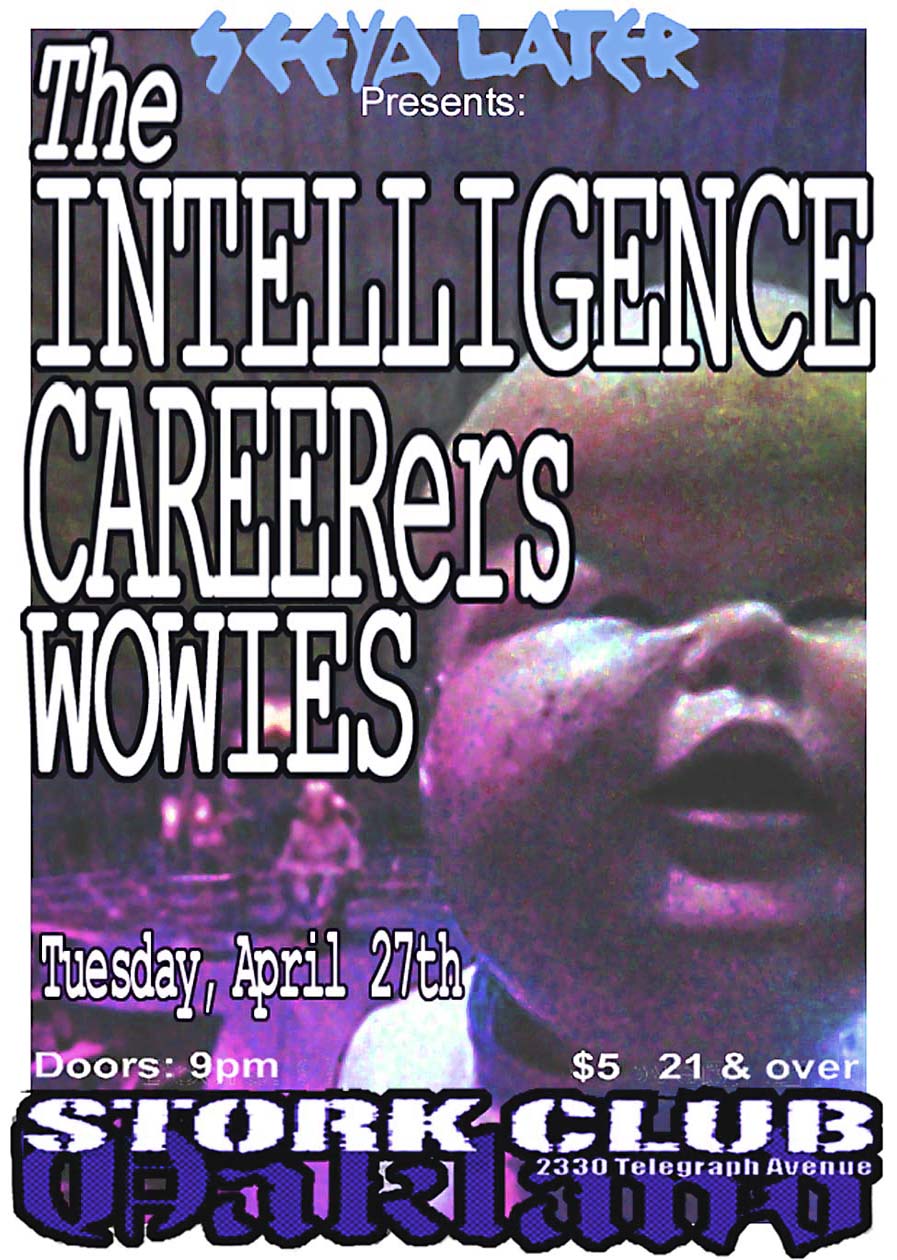 SEEYA LATER
Presents:
The
INTELLIGENCE
CAREERers
WOWIES
Tuesday, April 27th
Doors: 9pm
$5 21 & over
STORK CLUB
2330 Telegraph Avenue
Oakland